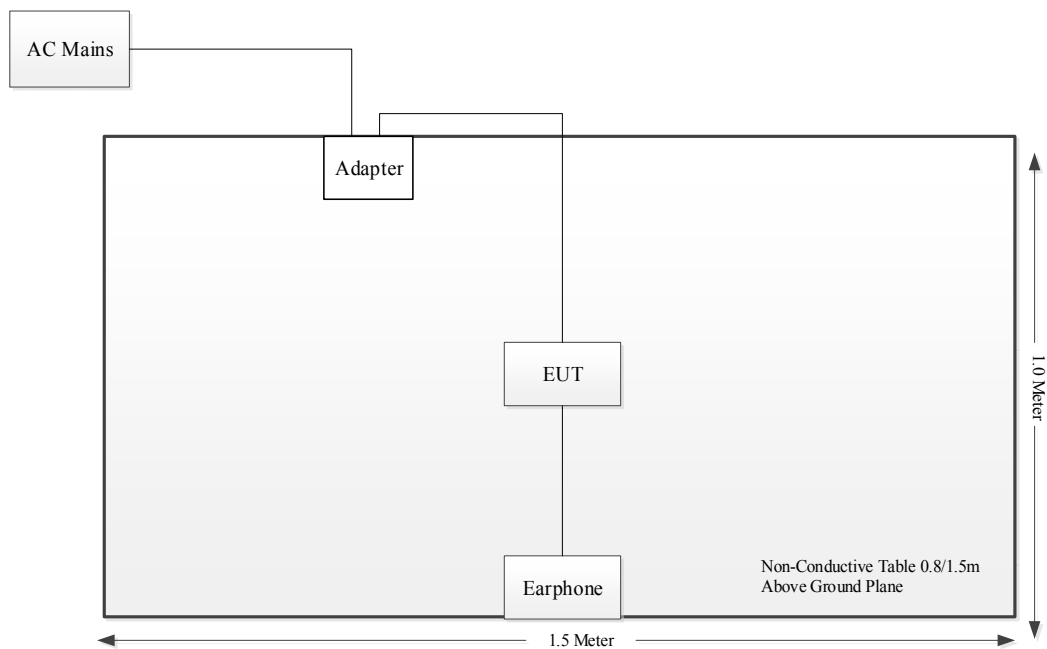 AC Mains
Adapter
EUT
1.0 Meter
Earphone
Non-Conductive Table 0.8/1.5m
Above Ground Plane
1.5 Meter